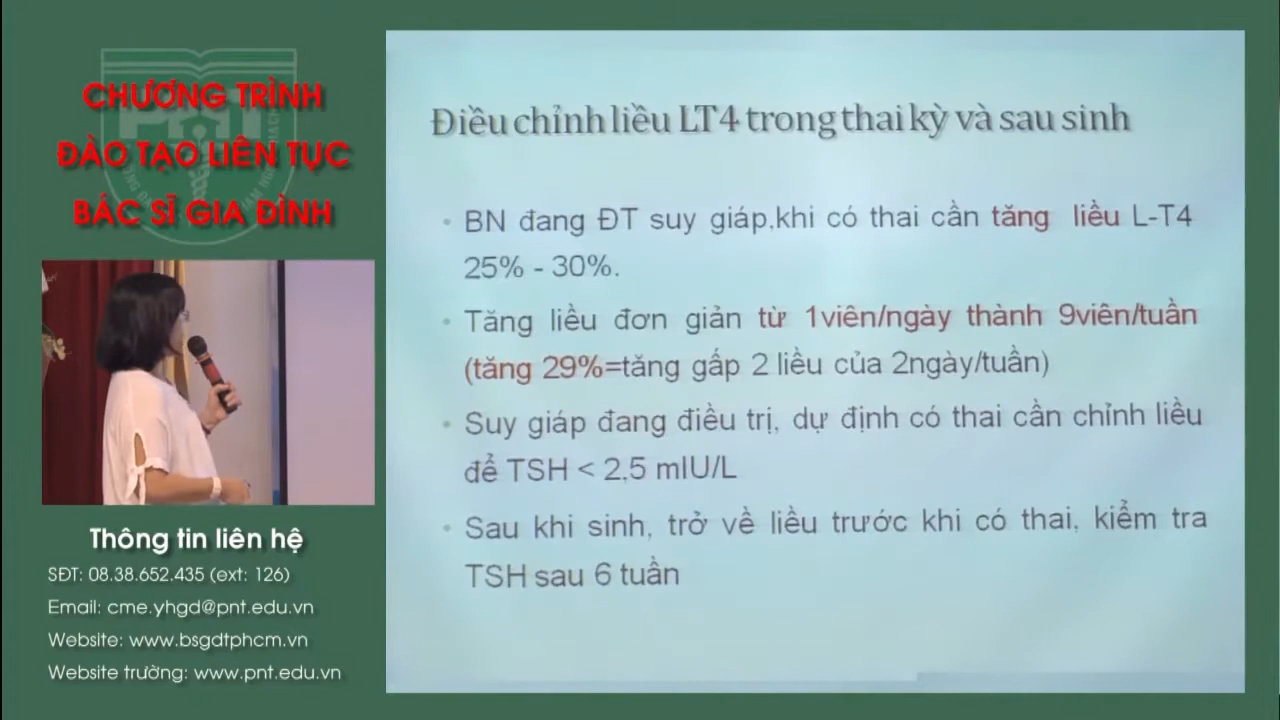 CHƯƠNG TRÌNH
ĐÀO TẠO LIÊN TỤC
BÁC SĨ GIA ĐÌNH
Thông tin liên hệ
SĐT: 08.38.652.435 (ext: 126)
Email: cme.yhgd@pnt.edu.vn
Website: www.bsgdtphcm.vn
Website trường: www.pnt.edu.vn
Điều chỉnh liều LT4 trong thai kỳ và sau sinh
• BN đang ĐT suy giáp,khi có thai cần tăng liều L-T4
25% - 30%.
• Tăng liều đơn giản từ 1viên/ngày thành 9viên/tuần
(tăng 29%=tăng gấp 2 liều của 2ngày/tuần)
• Suy giáp đang điều trị, dự định có thai cần chỉnh liều
để TSH < 2,5 mIU/L
• Sau khi sinh, trở về liều trước khi có thai, kiểm tra
TSH sau 6 tuần